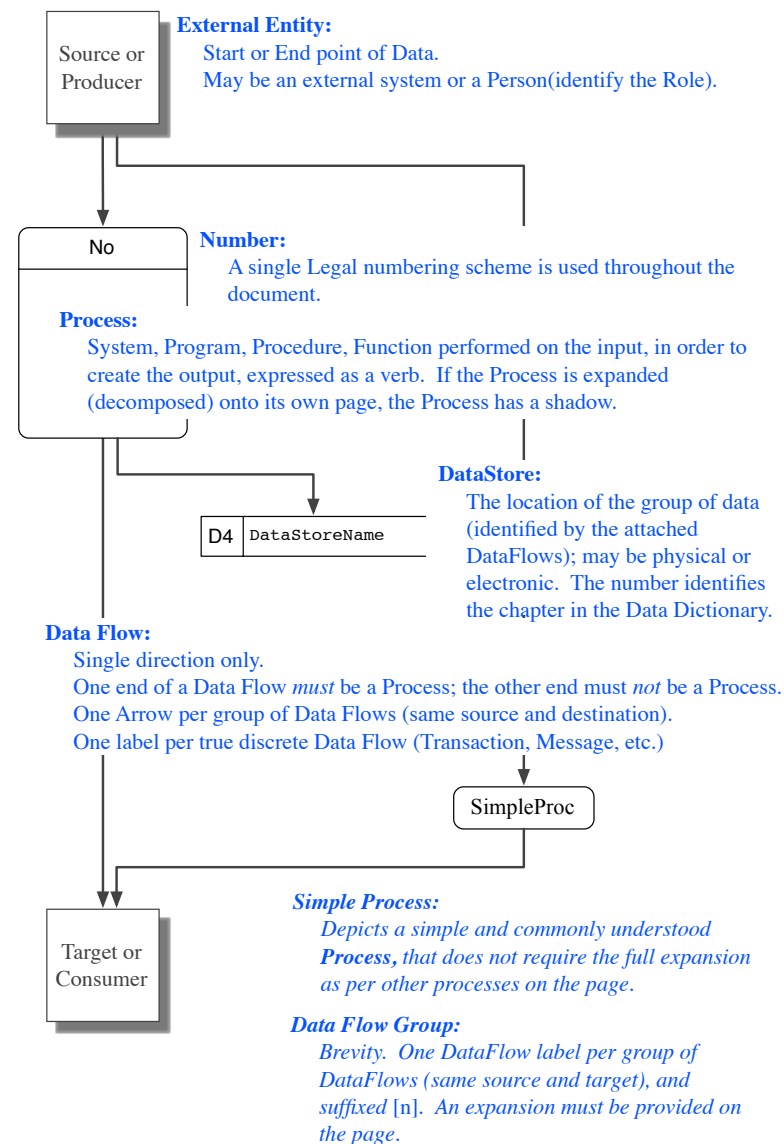 External Entity:
Source or
Producer
Start or End point of Data.
May be an external system or a Person(identify the Role).
No
Number:
A single Legal numbering scheme is used throughout the
document.
Process:
System, Program, Procedure, Function performed on the input, in order to
create the output, expressed as a verb.  If the Process is expanded
(decomposed) onto its own page, the Process has a shadow.
DataStore:
The location of the group of data
(identified by the attached
DataFlows); may be physical or
electronic.  The number identifies
the chapter in the Data Dictionary.
D4 DataStoreName
Data Flow:
Single direction only.
One end of a Data Flow must be a Process; the other end must not be a Process.
One Arrow per group of Data Flows (same source and destination).
One label per true discrete Data Flow (Transaction, Message, etc.)
SimpleProc
Target or
Consumer
Simple Process:
Depicts a simple and commonly understood
Process, that does not require the full expansion
as per other processes on the page.
Data Flow Group:
Brevity.  One DataFlow label per group of
DataFlows (same source and target), and
suffixed [n].  An expansion must be provided on
the page.